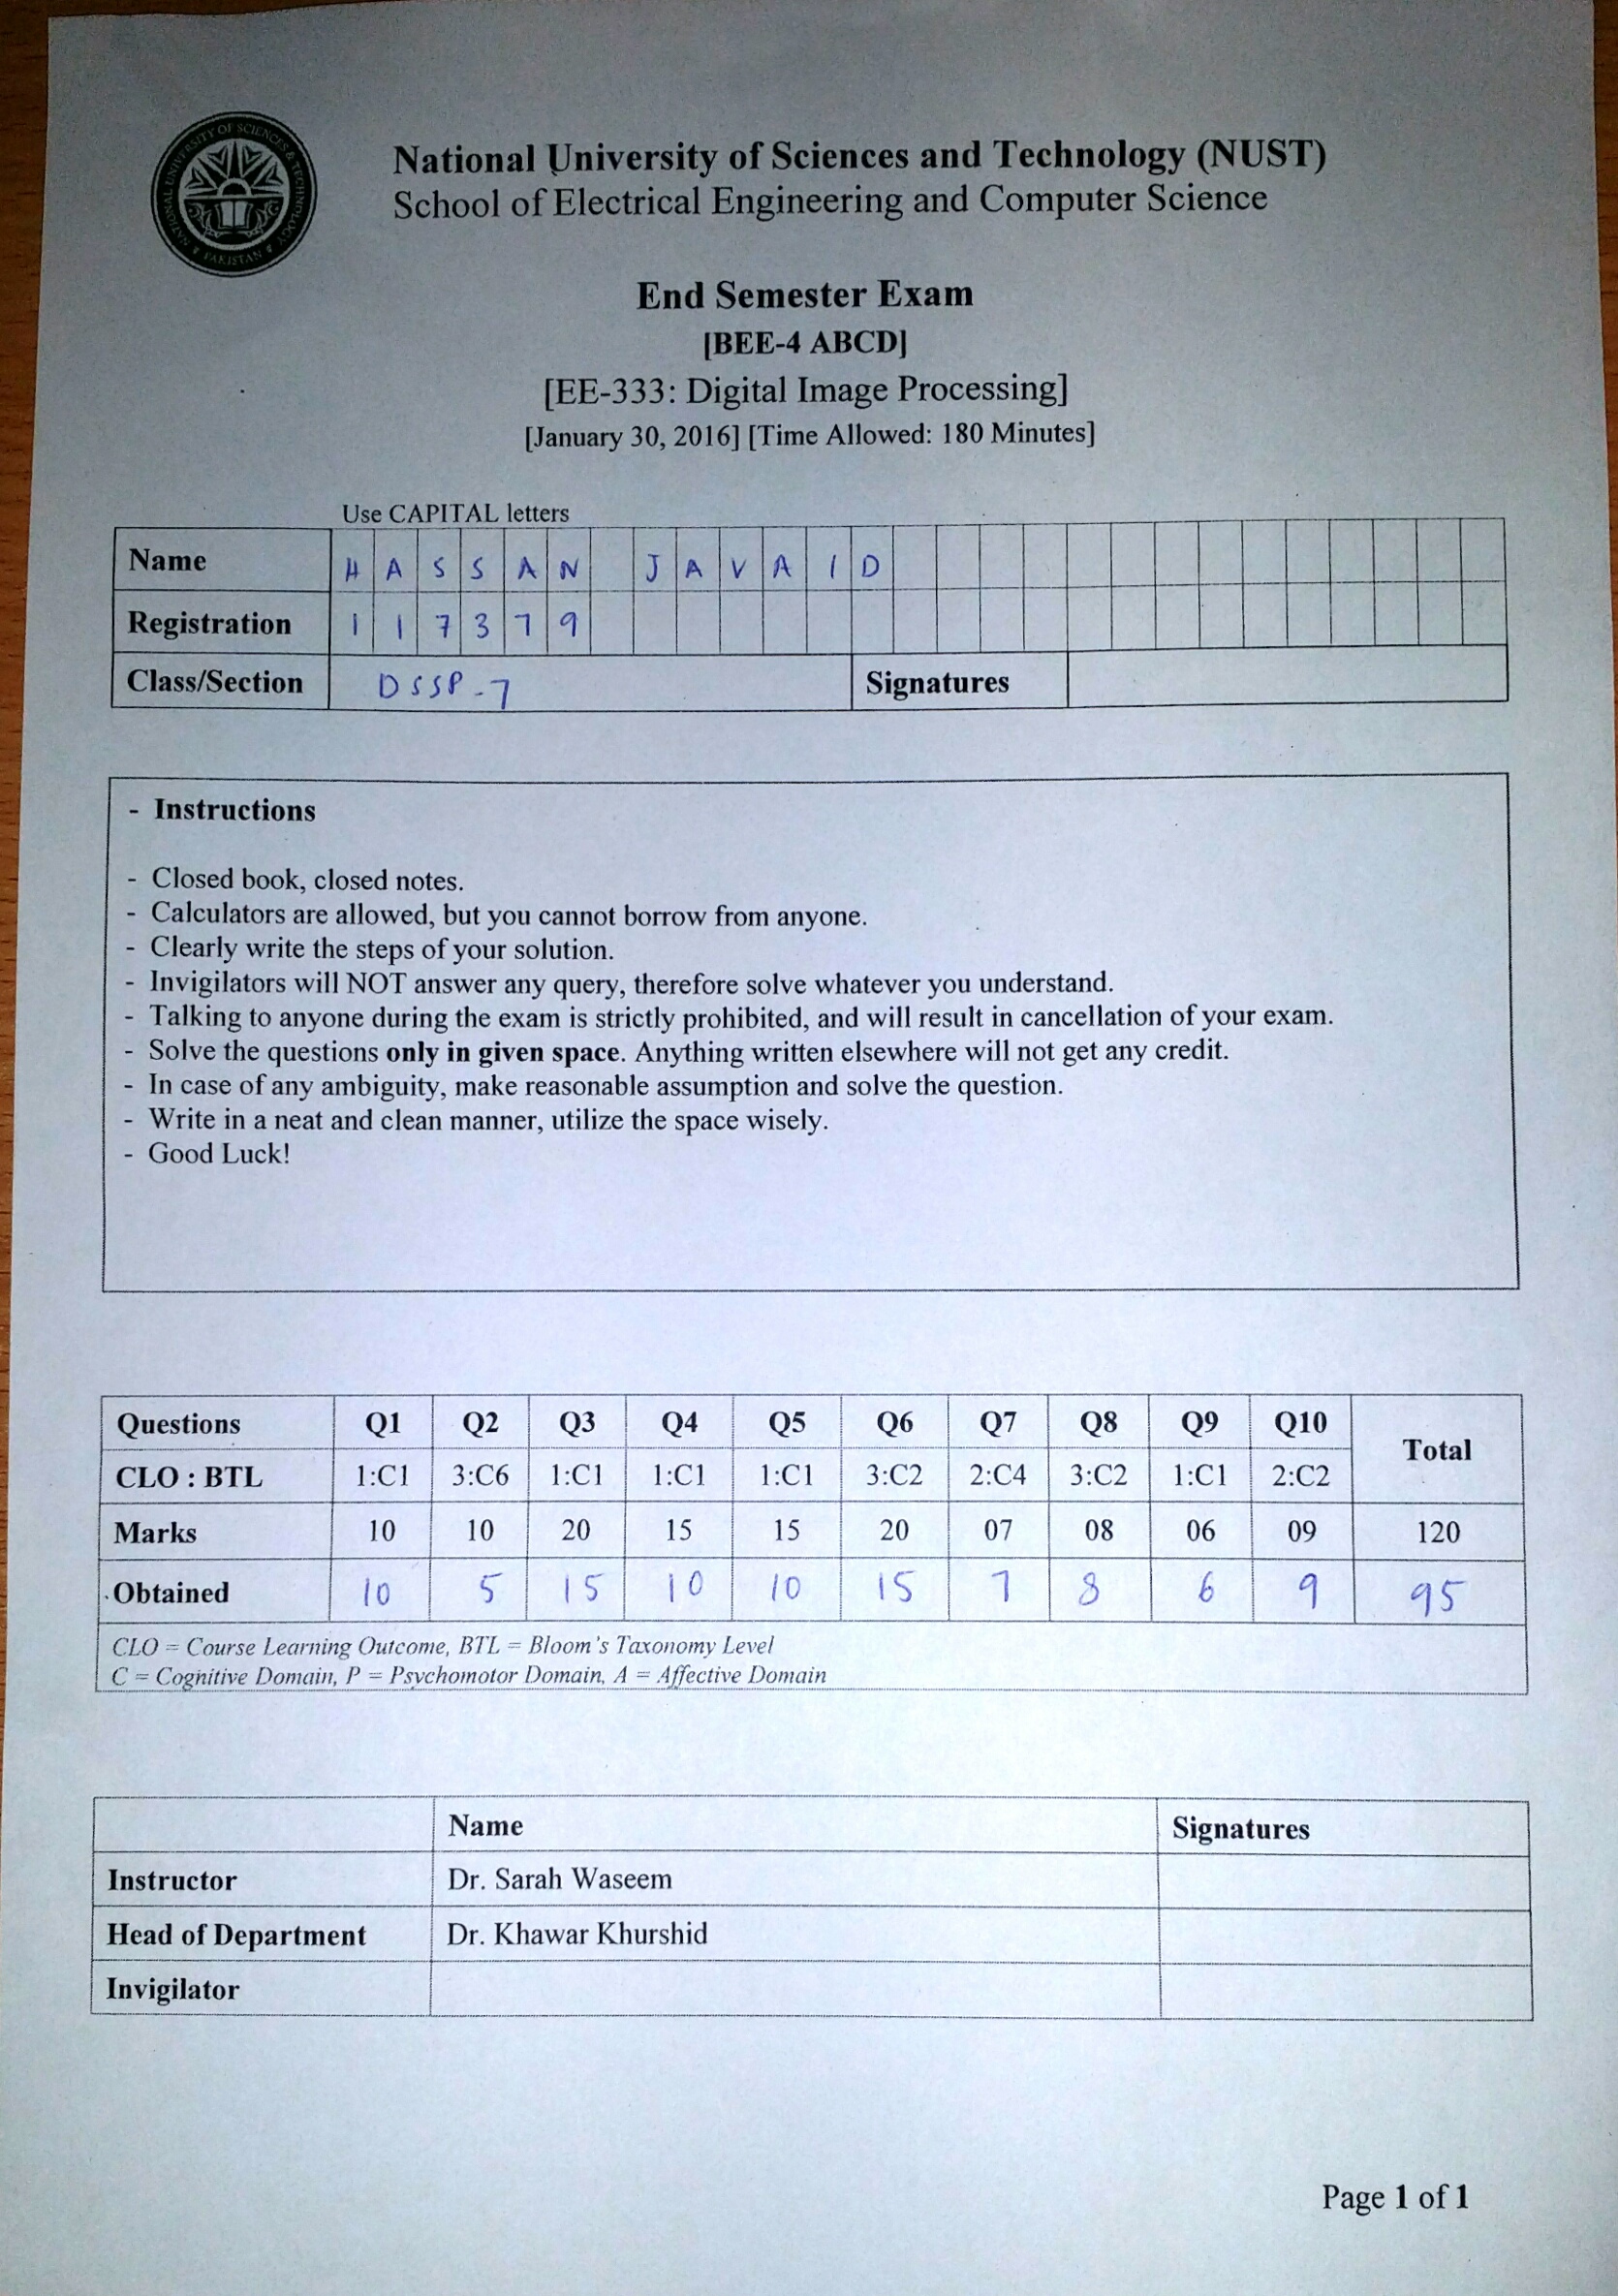 NATIONAL UNIVERSITY OF SCIENCES & TECHNOLOGY
PAKISTAN
National University of Sciences and Technology (NUST)
School of Electrical Engineering and Computer Science
End Semester Exam
[BEE-4 ABCD]
[EE-333: Digital Image Processing]
[January 30, 2016] [Time Allowed: 180 Minutes]
Use CAPITAL letters
Name HASSAN JAVAID
Registration 117379
Class/Section DSSP-7 Signatures
- Instructions
- Closed book, closed notes.
- Calculators are allowed, but you cannot borrow from anyone.
- Clearly write the steps of your solution.
- Invigilators will NOT answer any query, therefore solve whatever you understand.
- Talking to anyone during the exam is strictly prohibited, and will result in cancellation of your exam.
- Solve the questions only in given space. Anything written elsewhere will not get any credit.
- In case of any ambiguity, make reasonable assumption and solve the question.
- Write in a neat and clean manner, utilize the space wisely.
- Good Luck!
Questions Q1 Q2 Q3 Q4 Q5 Q6 Q7 Q8 Q9 Q10 Total
CLO : BTL 1:C1 3:C6 1:C1 1:C1 1:C1 3:C2 2:C4 3:C2 1:C1 2:C2
Marks 10 10 20 15 15 20 07 08 06 09 120
Obtained 10 5 15 10 10 15 7 8 6 9 95
CLO = Course Learning Outcome, BTL = Bloom's Taxonomy Level
C = Cognitive Domain, P = Psychomotor Domain, A = Affective Domain
Name Signatures
Instructor Dr. Sarah Waseem
Head of Department Dr. Khawar Khurshid
Invigilator
Page 1 of 1